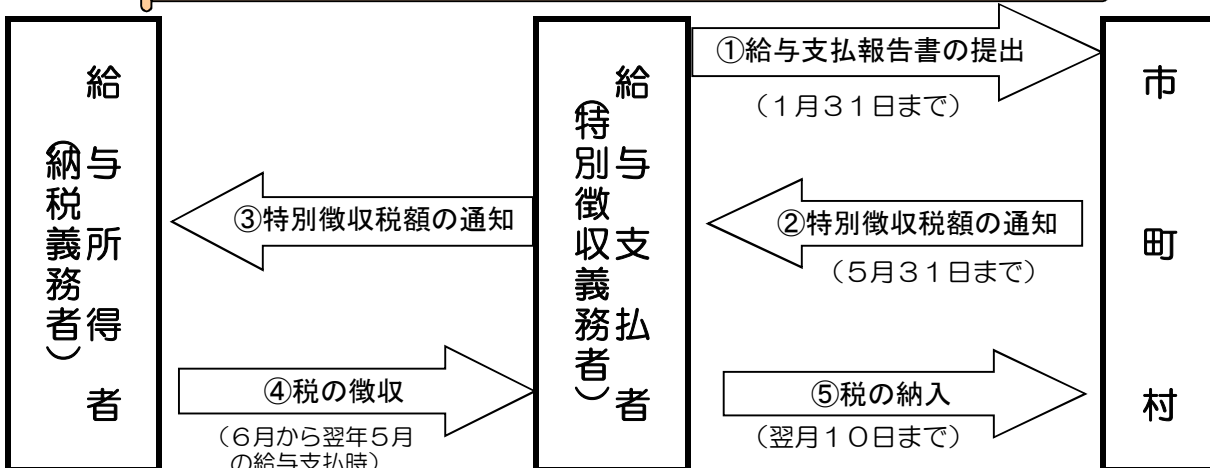 給与所得者
（納税義務者）
給与支払者
（特別徴収義務者）
市町村
①給与支払報告書の提出
（１月３１日まで）
②特別徴収税額の通知
（５月３１日まで）
③特別徴収税額の通知
④税の徴収
（６月から翌年５月
の給与支払時）
⑤税の納入
（翌月１０日まで）